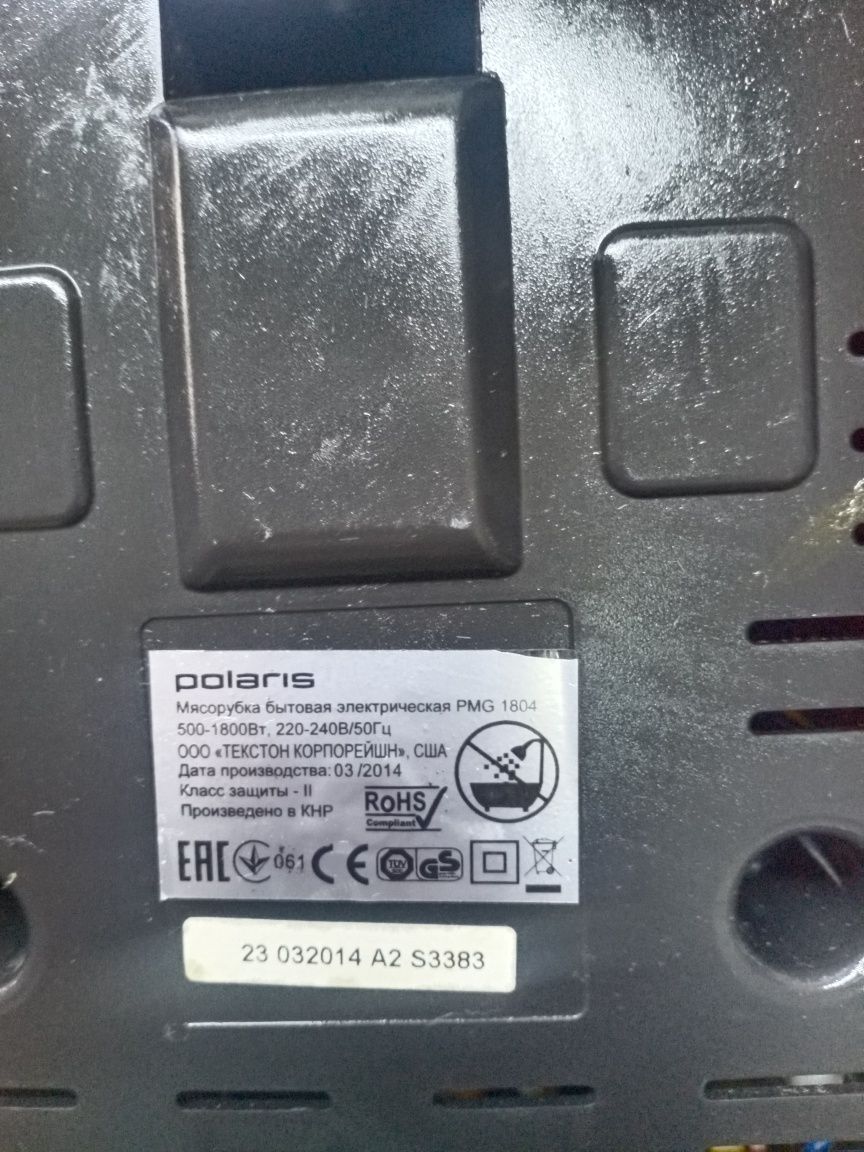 polaris
Мясорубка бытовая электрическая PMG 1804
500-1800Вт, 220-240В/50Гц
ООО «ТЕКСТОН КОРПОРЕЙШН», США
Дата производства: 03 /2014
Класс защиты - II
Произведено в КНР
RoHS
Compliant
EAC 061 CE TÜV GS
23 032014 A2 S3383